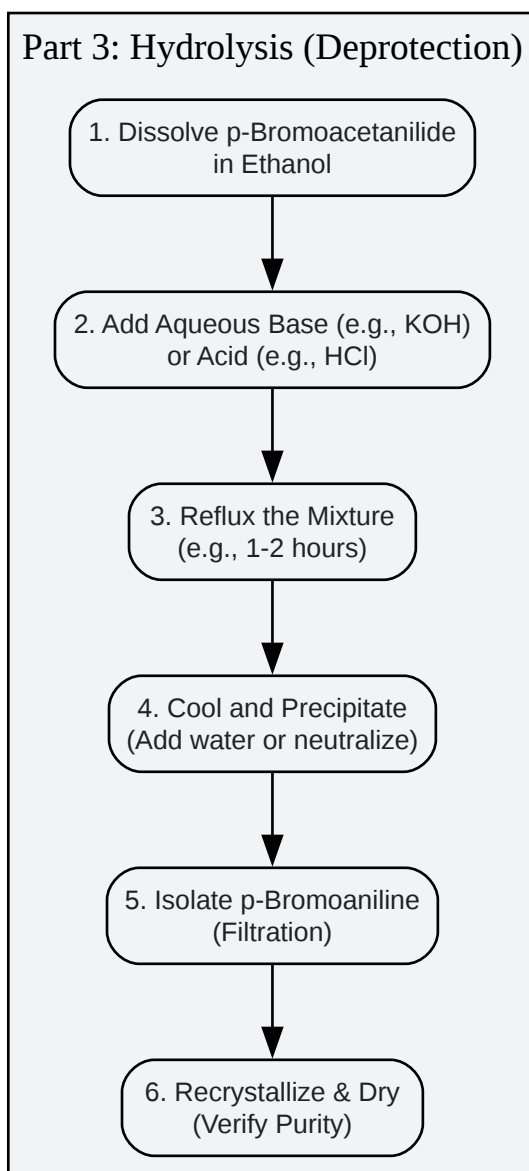 Part 3: Hydrolysis (Deprotection)
1. Dissolve p-Bromoacetanilide
in Ethanol
2. Add Aqueous Base (e.g., KOH)
or Acid (e.g., HCl)
3. Reflux the Mixture
(e.g., 1-2 hours)
4. Cool and Precipitate
(Add water or neutralize)
5. Isolate p-Bromoaniline
(Filtration)
6. Recrystallize & Dry
(Verify Purity)